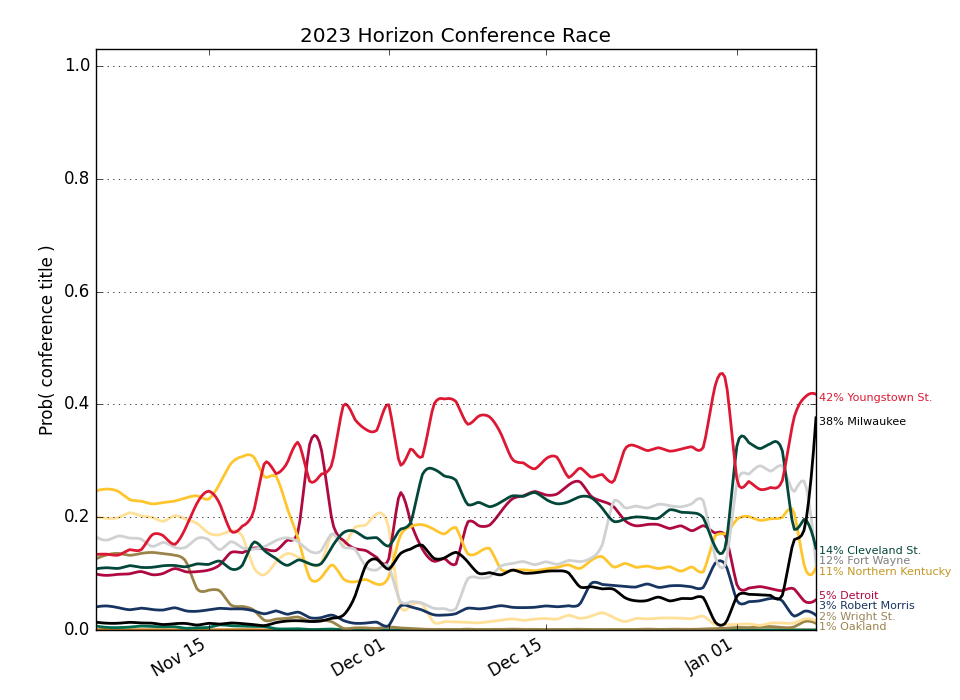 2023 Horizon Conference Race
Prob( conference title )
1.0
0.8
0.6
0.4
0.2
0.0
42% Youngstown St.
38% Milwaukee
14% Cleveland St.
12% Fort Wayne
11% Northern Kentucky
5% Detroit
3% Robert Morris
2% Wright St.
1% Oakland
Nov 15
Dec 01
Dec 15
Jan 01